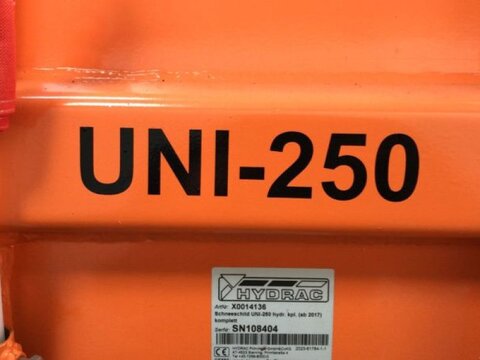 UNI-250
HYDRAC
ArtNr. X0014136
Schneeschild UNI-250 hydr. kpl. (ab 2017)
komplett
SerNr. SN108404